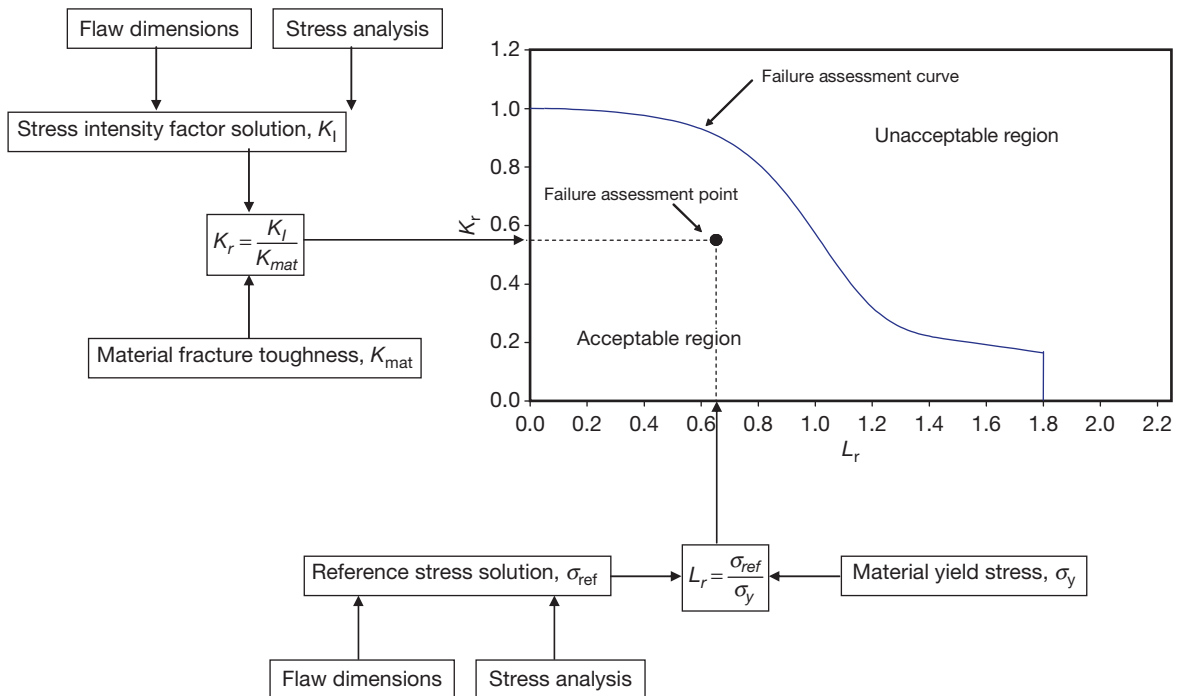 Flaw dimensions
Stress analysis
Stress intensity factor solution, K_I
K_r = K_I / K_mat
Material fracture toughness, K_mat
1.2
1.0
0.8
0.6
0.4
0.2
0.0
K_r
Failure assessment curve
Unacceptable region
Failure assessment point
Acceptable region
0.0 0.2 0.4 0.6 0.8 1.0 1.2 1.4 1.6 1.8 2.0 2.2
L_r
Reference stress solution, σ_ref
L_r = σ_ref / σ_y
Material yield stress, σ_y
Flaw dimensions
Stress analysis